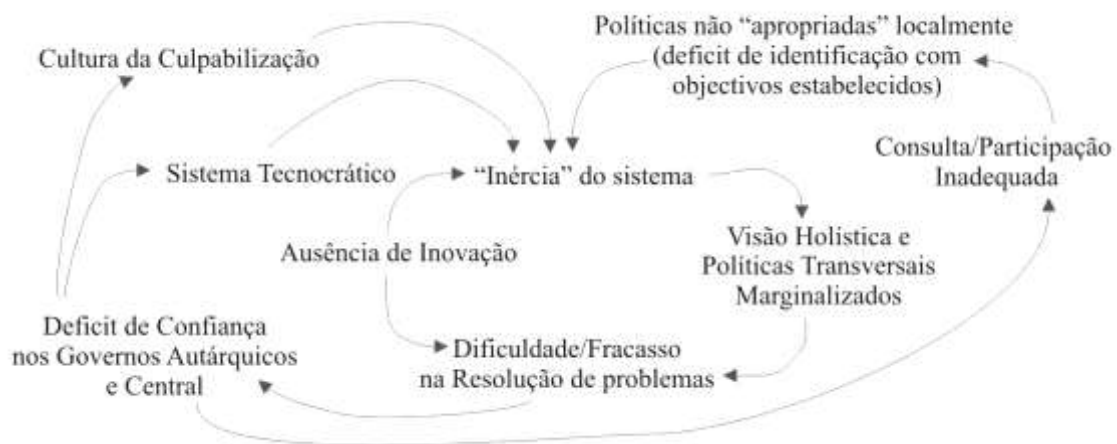 Cultura da Culpabilização
Políticas não “apropriadas” localmente
(deficit de identificação com
objectivos estabelecidos)
Sistema Tecnocrático
“Inércia” do sistema
Consulta/Participação
Inadequada
Ausência de Inovação
Visão Holística e
Políticas Transversais
Marginalizados
Deficit de Confiança
nos Governos Autárquicos
e Central
Dificuldade/Fracasso
na Resolução de problemas